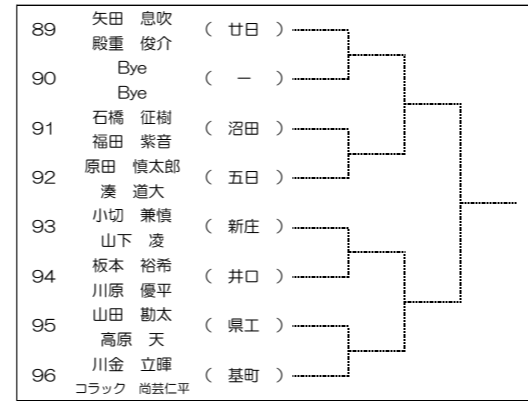 89 矢田 息吹 ( 廿日 )
殿重 俊介
90 Bye ( ー )
Bye
91 石橋 征樹 ( 沼田 )
福田 紫音
92 原田 慎太郎 ( 五日 )
湊 道大
93 小切 兼慎 ( 新庄 )
山下 凌
94 板本 裕希 ( 井口 )
川原 優平
95 山田 勘太 ( 県工 )
高原 天
96 川金 立暉 ( 基町 )
コラック 尚芸仁平